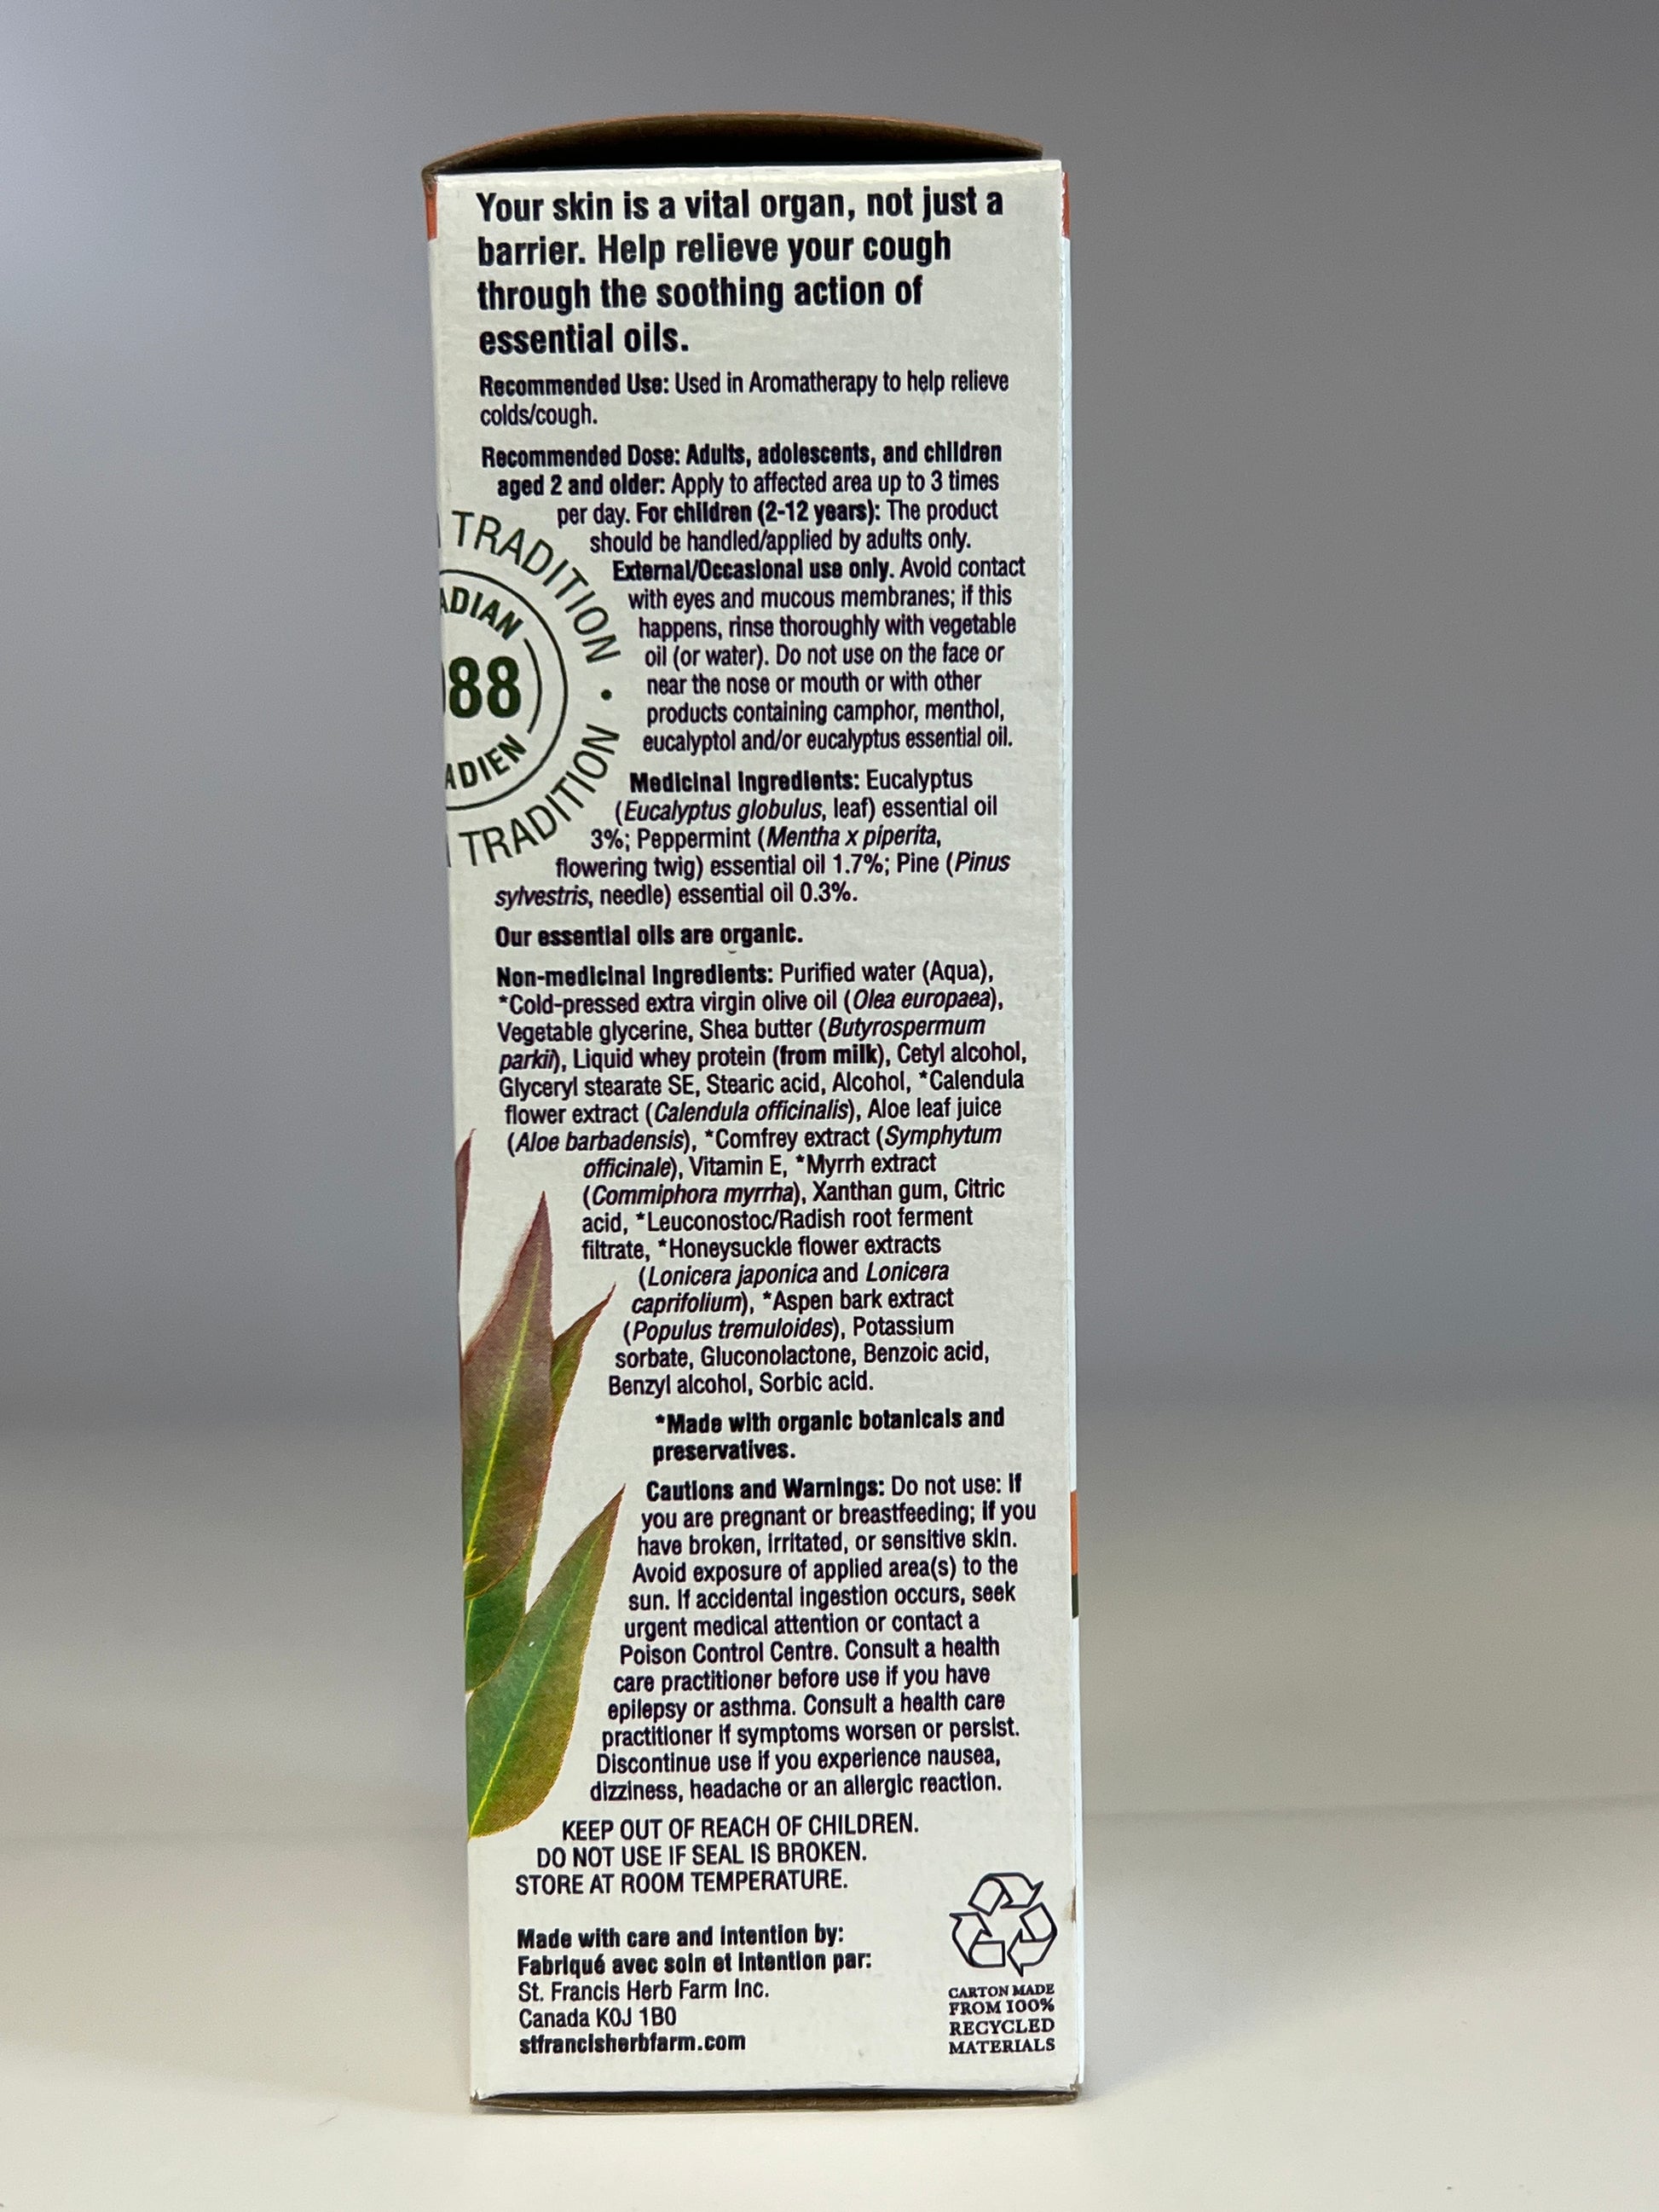 Your skin is a vital organ, not just a
barrier. Help relieve your cough
through the soothing action of
essential oils.
Recommended Use: Used in Aromatherapy to help relieve
colds/cough.
Recommended Dose: Adults, adolescents, and children
aged 2 and older: Apply to affected area up to 3 times
per day. For children (2-12 years): The product
should be handled/applied by adults only.
External/Occasional use only. Avoid contact
with eyes and mucous membranes; if this
happens, rinse thoroughly with vegetable
oil (or water). Do not use on the face or
near the nose or mouth or with other
products containing camphor, menthol,
eucalyptol and/or eucalyptus essential oil.
TRADITION
ADIAN
88
ADIEN
TRADITION •
Medicinal Ingredients: Eucalyptus
(Eucalyptus globulus, leaf) essential oil
3%; Peppermint (Mentha x piperita,
flowering twig) essential oil 1.7%; Pine (Pinus
sylvestris, needle) essential oil 0.3%.
Our essential oils are organic.
Non-medicinal Ingredients: Purified water (Aqua),
*Cold-pressed extra virgin olive oil (Olea europaea),
Vegetable glycerine, Shea butter (Butyrospermum
parkii), Liquid whey protein (from milk), Cetyl alcohol,
Glyceryl stearate SE, Stearic acid, Alcohol, *Calendula
flower extract (Calendula officinalis), Aloe leaf juice
(Aloe barbadensis), *Comfrey extract (Symphytum
officinale), Vitamin E, *Myrrh extract
(Commiphora myrrha), Xanthan gum, Citric
acid, *Leuconostoc/Radish root ferment
filtrate, *Honeysuckle flower extracts
(Lonicera japonica and Lonicera
caprifolium), *Aspen bark extract
(Populus tremuloides), Potassium
sorbate, Gluconolactone, Benzoic acid,
Benzyl alcohol, Sorbic acid.
*Made with organic botanicals and
preservatives.
Cautions and Warnings: Do not use: If
you are pregnant or breastfeeding; if you
have broken, irritated, or sensitive skin.
Avoid exposure of applied area(s) to the
sun. If accidental ingestion occurs, seek
urgent medical attention or contact a
Poison Control Centre. Consult a health
care practitioner before use if you have
epilepsy or asthma. Consult a health care
practitioner if symptoms worsen or persist.
Discontinue use if you experience nausea,
dizziness, headache or an allergic reaction.
KEEP OUT OF REACH OF CHILDREN.
DO NOT USE IF SEAL IS BROKEN.
STORE AT ROOM TEMPERATURE.
Made with care and intention by:
Fabriqué avec soin et intention par:
St. Francis Herb Farm Inc.
Canada K0J 1B0
stfrancisherbfarm.com
CARTON MADE
FROM 100%
RECYCLED
MATERIALS